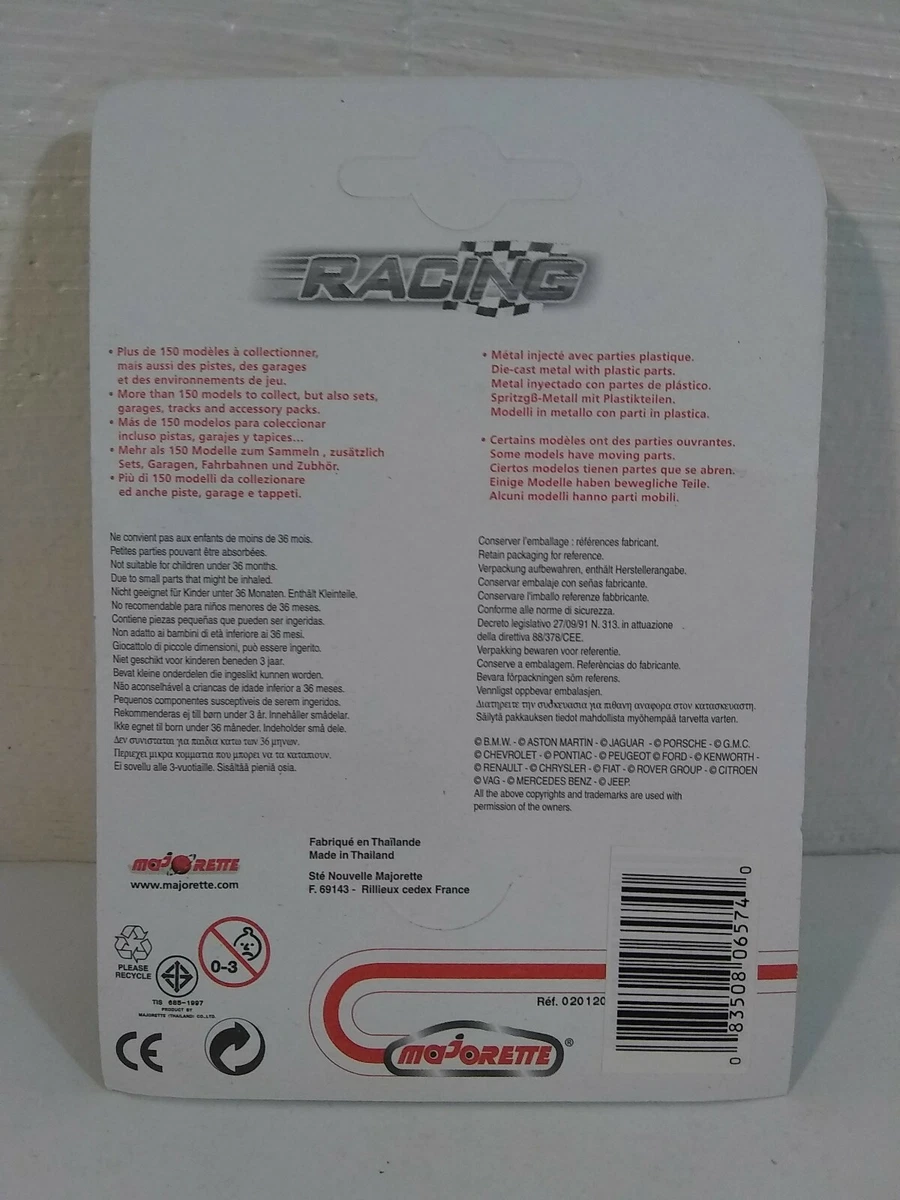 RACING
• Plus de 150 modèles à collectionner,
mais aussi des pistes, des garages
et des environnements de jeu.
• More than 150 models to collect, but also sets,
garages, tracks and accessory packs.
• Más de 150 modelos para coleccionar
incluso pistas, garajes y tapices...
• Mehr als 150 Modelle zum Sammeln , zusätzlich
Sets, Garagen, Fahrbahnen und Zubhör.
• Più di 150 modelli da collezionare
ed anche piste, garage e tappeti.
• Métal injecté avec parties plastique.
Die-cast metal with plastic parts.
Metal inyectado con partes de plástico.
Spritzgß-Metall mit Plastikteilen.
Modelli in metallo con parti in plastica.
• Certains modèles ont des parties ouvrantes.
Some models have moving parts.
Ciertos modelos tienen partes que se abren.
Einige Modelle haben bewegliche Teile.
Alcuni modelli hanno parti mobili.
Ne convient pas aux enfants de moins de 36 mois.
Petites parties pouvant être absorbées.
Not suitable for children under 36 months.
Due to small parts that might be inhaled.
Nicht geeignet für Kinder unter 36 Monaten. Enthält Kleinteile.
No recomendable para niños menores de 36 meses.
Contiene piezas pequeñas que pueden ser ingeridas.
Non adatto ai bambini di età inferiore ai 36 mesi.
Giocattolo di piccole dimensioni, può essere ingerito.
Niet geschikt voor kinderen beneden 3 jaar.
Bevat kleine onderdelen die ingeslikt kunnen worden.
Não aconselhável a criancas de idade inferior a 36 meses.
Pequenos componentes susceptiveis de serem ingeridos.
Rekommenderas ej till børn under 3 år. Innehåller smådelar.
Ikke egnet til born under 36 måneder. Indeholder små dele.
Δεν συνισταται για παιδια κατω των 36 μηνων.
Περιεχει μικρα κομματια που μπορει να τα καταπιουν.
Ei sovellu alle 3-vuotiaille. Sisältää pieniä osia.
Conserver l'emballage : références fabricant.
Retain packaging for reference.
Verpackung aufbewahren, enthält Herstellerangabe.
Conservar embalaje con señas fabricante.
Conservare l'imballo referenze fabbricante.
Conforme alle norme di sicurezza.
Decreto legislativo 27/09/91 N. 313. in attuazione
della direttiva 88/378/CEE.
Verpakking bewaren voor referentie.
Conserve a embalagem. Referências do fabricante.
Bevara förpackningen sóm referens.
Vennligst oppbevar embalasjen.
Διατηρειτε την συσκευασια για πιθανη αναφορα στον κατασκευαστη.
Säilytä pakkauksen tiedot mahdollista myöhempää tarvetta varten.
© B.M.W. - © ASTON MARTIN - © JAGUAR - © PORSCHE - © G.M.C.
© CHEVROLET - © PONTIAC - © PEUGEOT © FORD - © KENWORTH -
© RENAULT - © CHRYSLER - © FIAT - © ROVER GROUP - © CITROEN
© VAG - © MERCEDES BENZ - © JEEP.
All the above copyrights and trademarks are used with
permission of the owners.
MAJORETTE
www.majorette.com
Fabriqué en Thaïlande
Made in Thailand
Sté Nouvelle Majorette
F. 69143 - Rillieux cedex France
PLEASE
RECYCLE
0-3
TIS 685-1997
PRODUCT BY
MAJORETTE (THAILAND) CO.,LTD.
CE
Réf. 020120
MAJORETTE ®
0 83508 06574 0